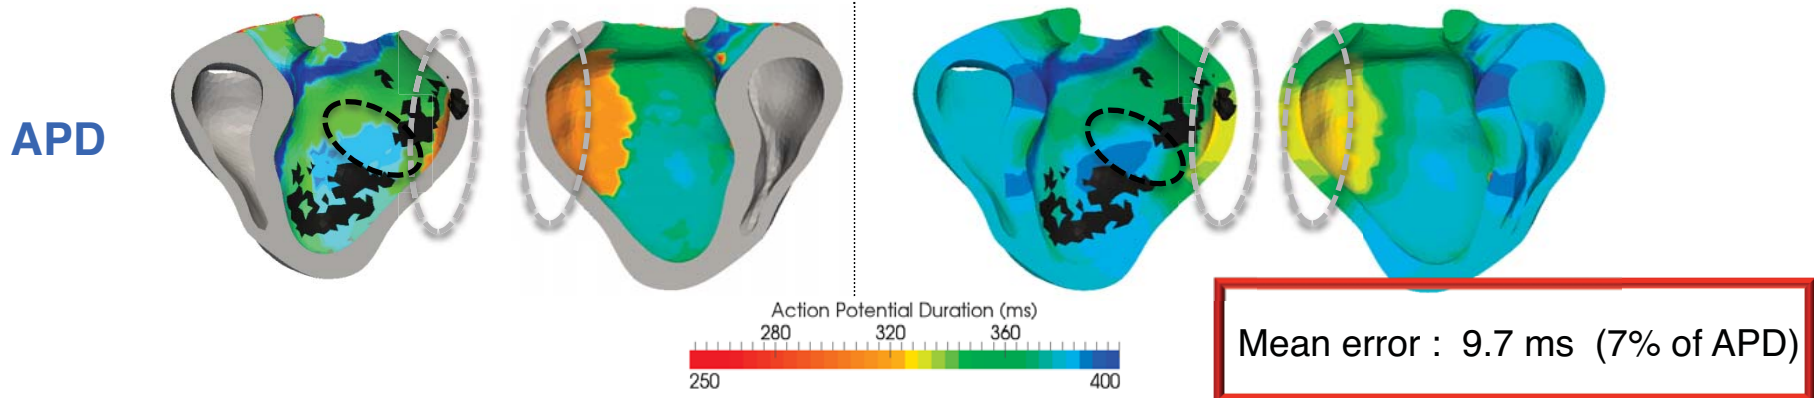 APD
Action Potential Duration (ms)
280 320 360
250 400
Mean error : 9.7 ms (7% of APD)